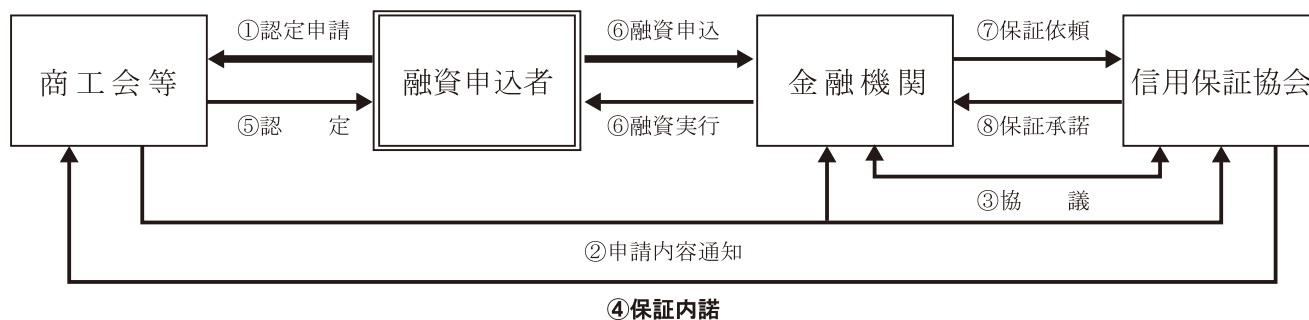 ①認定申請
⑥融資申込
⑦保証依頼
商工会等
融資申込者
金融機関
信用保証協会
⑤認　　定
⑥融資実行
⑧保証承諾
③協　　議
②申請内容通知
④保証内諾